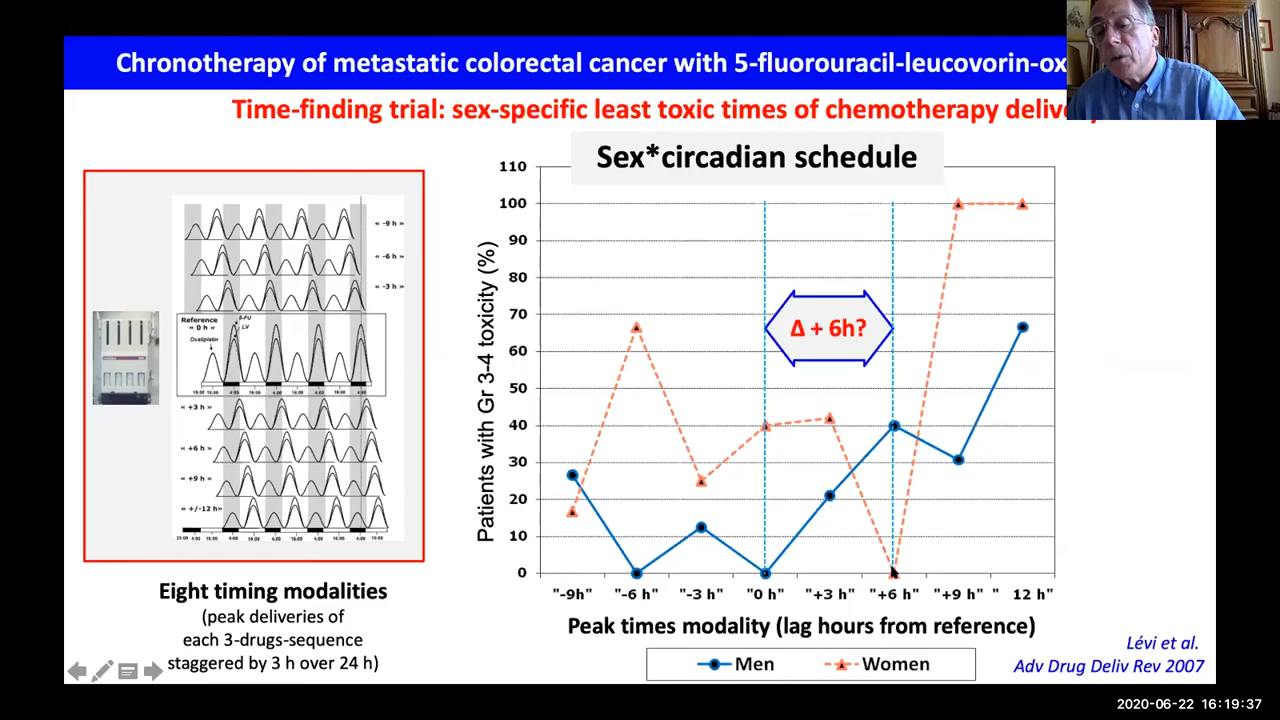 Chronotherapy of metastatic colorectal cancer with 5-fluorouracil-leucovorin-ox
Time-finding trial: sex-specific least toxic times of chemotherapy deliver
Sex*circadian schedule
« -9 h »
« -6 h »
« -3 h »
Reference
« 0 h »
5-FU
LV
Oxaliplatin
« +3 h »
« +6 h »
« +9 h »
« +/-12 h »
Eight timing modalities
(peak deliveries of
each 3-drugs-sequence
staggered by 3 h over 24 h)
Patients with Gr 3-4 toxicity (%)
110
100
90
80
70
60
50
40
30
20
10
0
Δ + 6h?
"-9h" "-6 h" "-3 h" "0 h" "+3 h" "+6 h" "+9 h" " 12 h"
Peak times modality (lag hours from reference)
Men Women
Lévi et al.
Adv Drug Deliv Rev 2007
2020-06-22 16:19:37